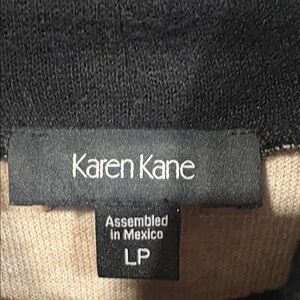 Karen Kane
Assembled
in Mexico
LP